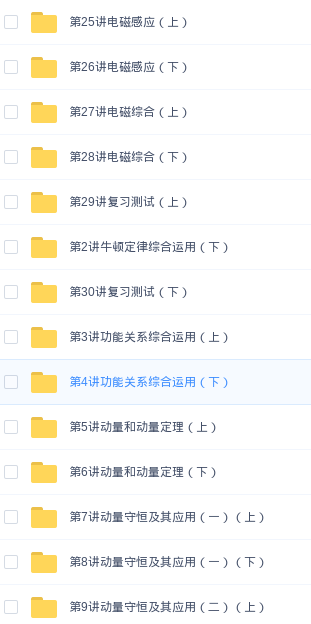 第25讲电磁感应（上）
第26讲电磁感应（下）
第27讲电磁综合（上）
第28讲电磁综合（下）
第29讲复习测试（上）
第2讲牛顿定律综合运用（下）
第30讲复习测试（下）
第3讲功能关系综合运用（上）
第4讲功能关系综合运用（下）
第5讲动量和动量定理（上）
第6讲动量和动量定理（下）
第7讲动量守恒及其应用（一）（上）
第8讲动量守恒及其应用（一）（下）
第9讲动量守恒及其应用（二）（上）